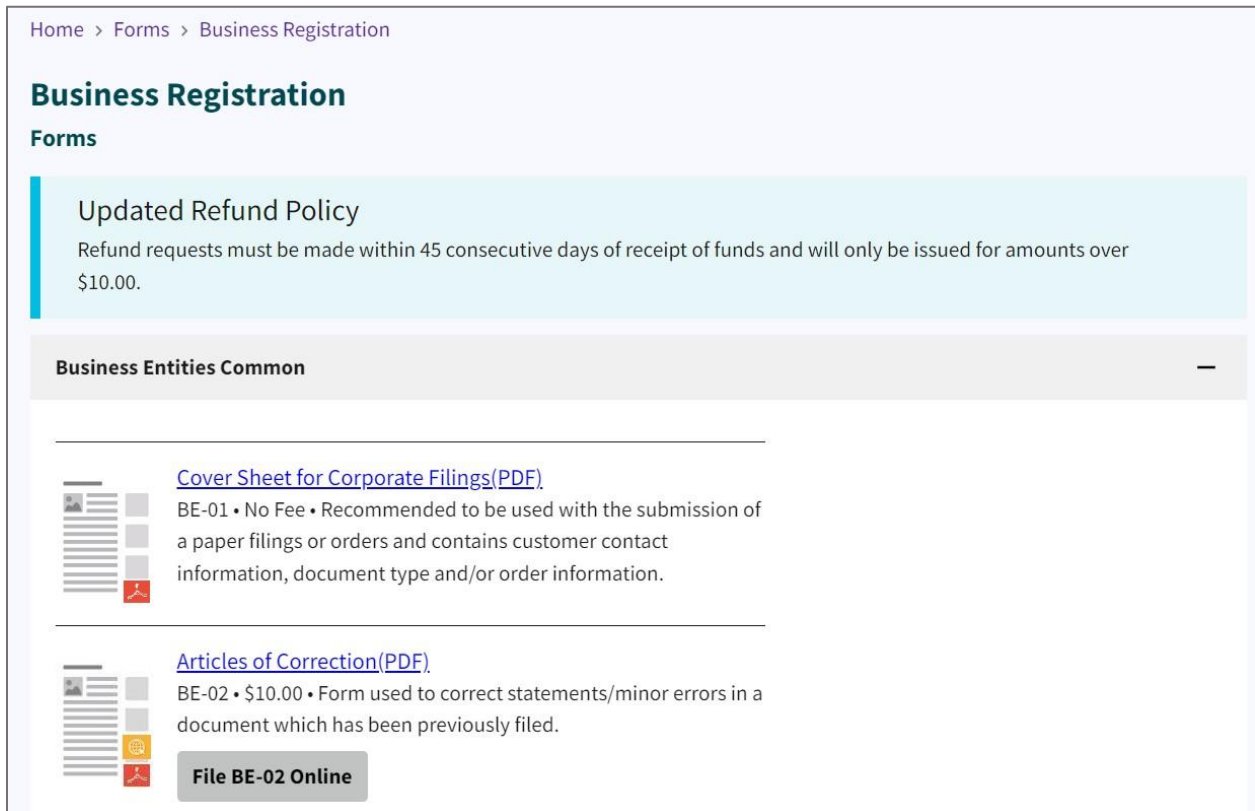 Home > Forms > Business Registration
Business Registration
Forms
Updated Refund Policy
Refund requests must be made within 45 consecutive days of receipt of funds and will only be issued for amounts over
$10.00.
Business Entities Common
Cover Sheet for Corporate Filings(PDF)
BE-01 • No Fee • Recommended to be used with the submission of
a paper filings or orders and contains customer contact
information, document type and/or order information.
Articles of Correction(PDF)
BE-02 • $10.00 • Form used to correct statements/minor errors in a
document which has been previously filed.
File BE-02 Online